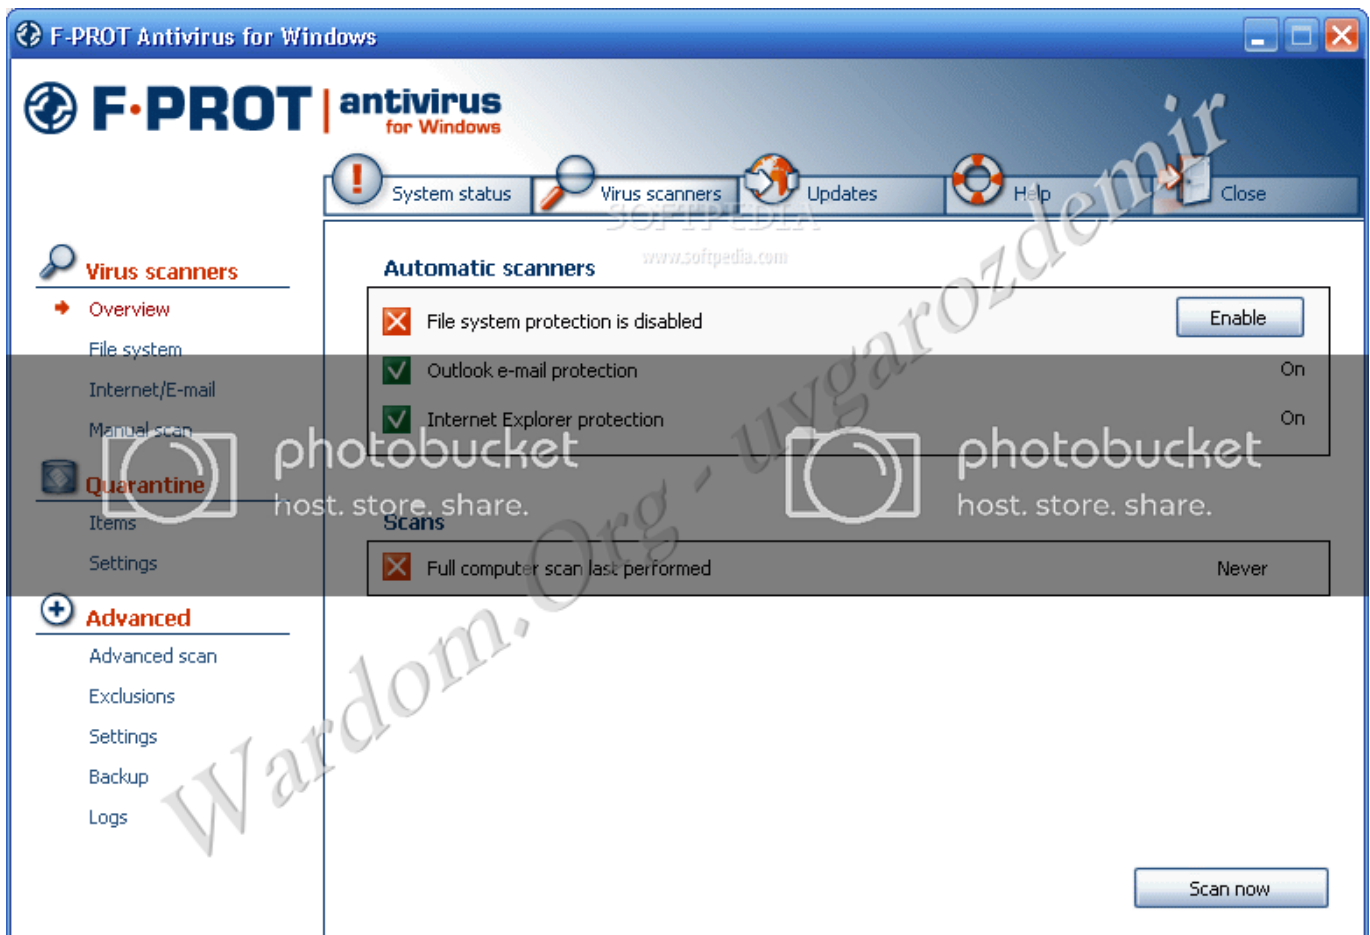 F-PROT Antivirus for Windows
F·PROT | antivirus
for Windows
System status
Virus scanners
Updates
Help
Close
SOFTPEDIA
www.softpedia.com
Virus scanners
Overview
File system
Internet/E-mail
Manual scan
Quarantine
Items
Settings
Advanced
Advanced scan
Exclusions
Settings
Backup
Logs
Automatic scanners
File system protection is disabled
Enable
Outlook e-mail protection On
Internet Explorer protection On
Scans
Full computer scan last performed Never
Scan now
photobucket
host. store. share.
photobucket
host. store. share.
Wardom.Org - uygarozdemir